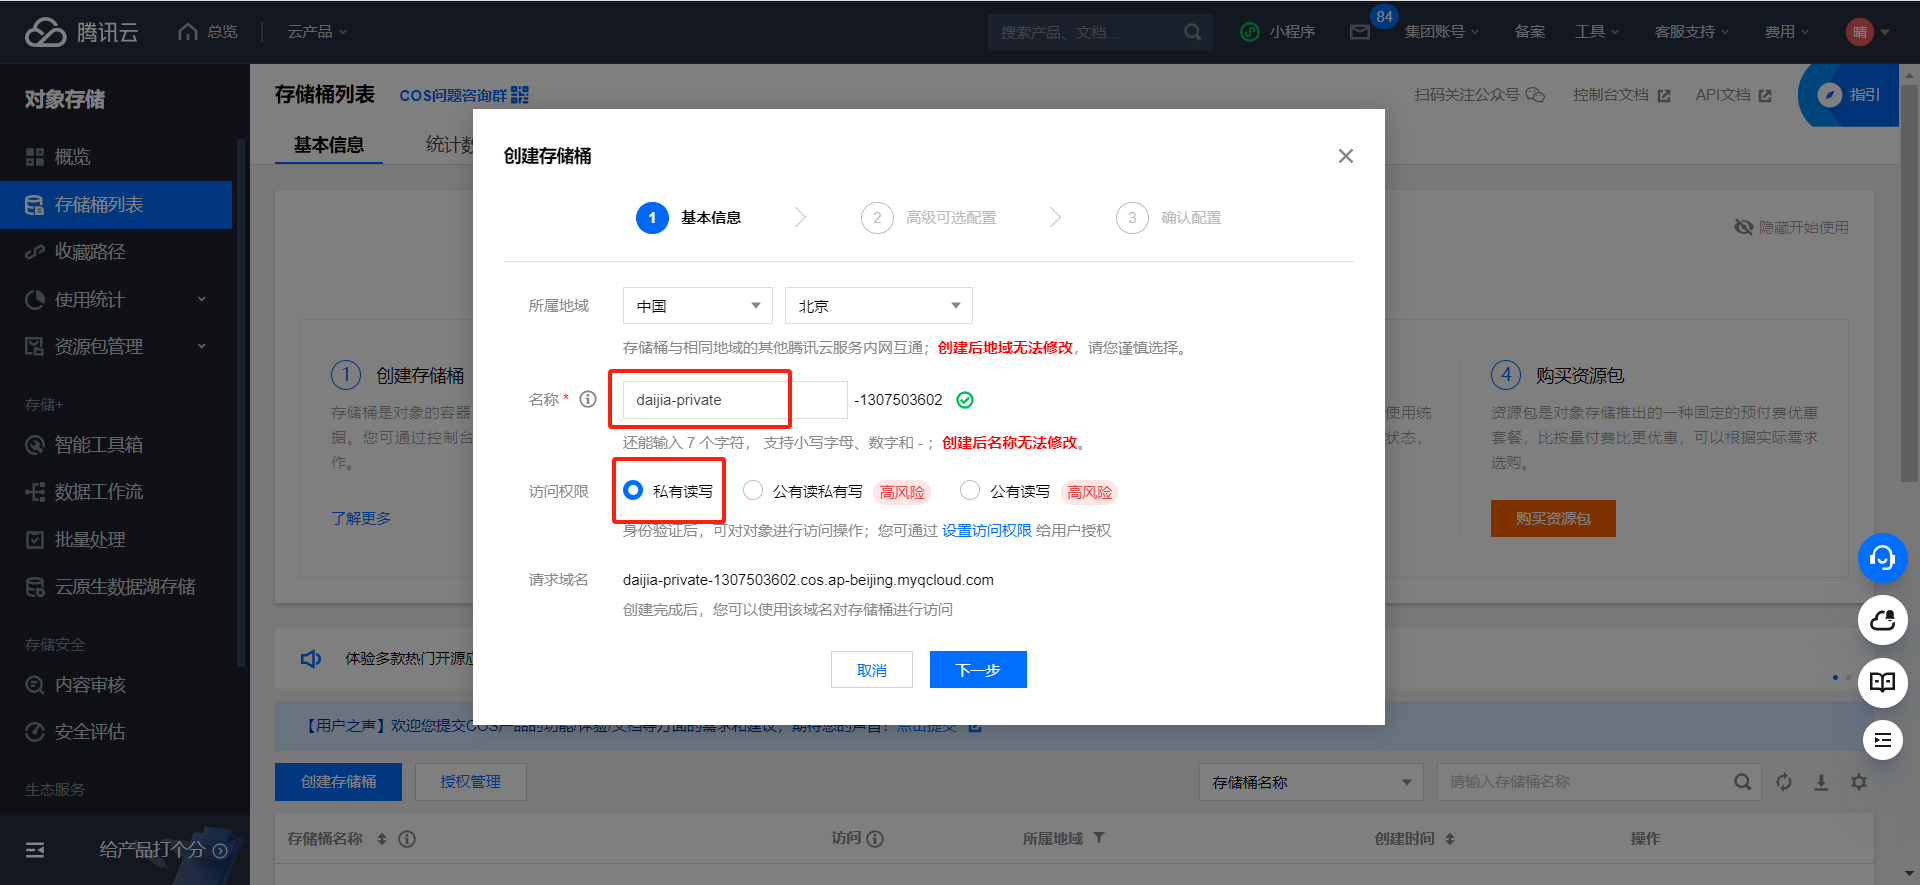 腾讯云
总览
云产品
搜索产品、文档...
小程序
84
集团账号
备案
工具
客服支持
费用
晴
对象存储
概览
存储桶列表
收藏路径
使用统计
资源包管理
存储+
智能工具箱
数据工作流
批量处理
云原生数据湖存储
存储安全
内容审核
安全评估
生态服务
给产品打个分
存储桶列表
COS问题咨询群
扫码关注公众号
控制台文档
API文档
指引
基本信息
统计数
隐藏开始使用
1 创建存储桶
存储桶是对象的容器
据。您可通过控制台
作。
了解更多
使用统
状态，
4 购买资源包
资源包是对象存储推出的一种固定的预付费优惠
套餐，比按量付费比更优惠，可以根据实际需求
选购。
购买资源包
创建存储桶
1 基本信息
2 高级可选配置
3 确认配置
所属地域
中国
北京
存储桶与相同地域的其他腾讯云服务内网互通；创建后地域无法修改，请您谨慎选择。
名称 *
daijia-private
-1307503602
还能输入 7 个字符， 支持小写字母、数字和 - ；创建后名称无法修改。
访问权限
私有读写
公有读私有写 高风险
公有读写 高风险
身份验证后，可对对象进行访问操作；您可通过 设置访问权限 给用户授权
请求域名
daijia-private-1307503602.cos.ap-beijing.myqcloud.com
创建完成后，您可以使用该域名对存储桶进行访问
取消
下一步
体验多款热门开源应
【用户之声】欢迎您提交COS产品的功能/体验/文档等方面的需求和建议，期待您的声音！点击提交
创建存储桶
授权管理
存储桶名称
请输入存储桶名称
存储桶名称
访问
所属地域
创建时间
操作